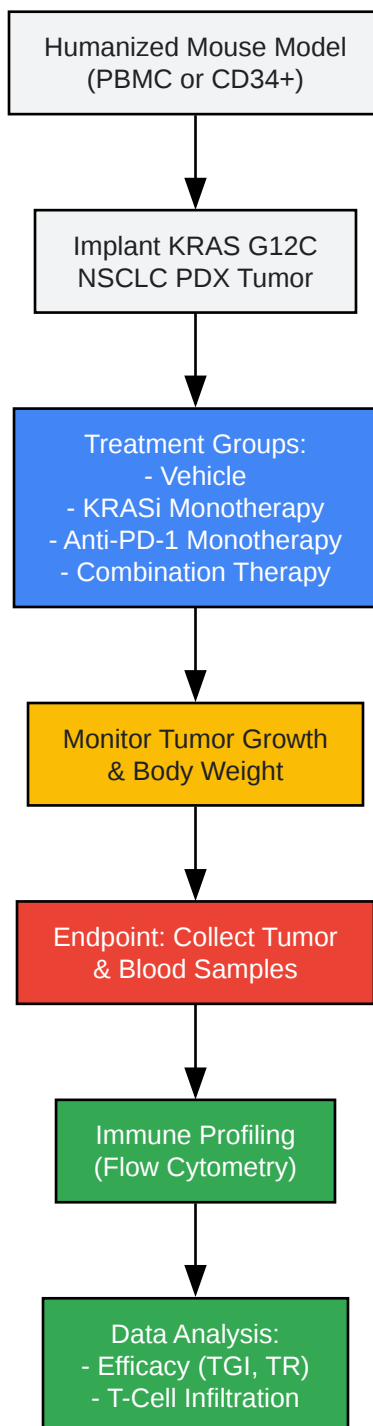 Humanized Mouse Model
(PBMC or CD34+)
Implant KRAS G12C
NSCLC PDX Tumor
Treatment Groups:
- Vehicle
- KRASi Monotherapy
- Anti-PD-1 Monotherapy
- Combination Therapy
Monitor Tumor Growth
& Body Weight
Endpoint: Collect Tumor
& Blood Samples
Immune Profiling
(Flow Cytometry)
Data Analysis:
- Efficacy (TGI, TR)
- T-Cell Infiltration